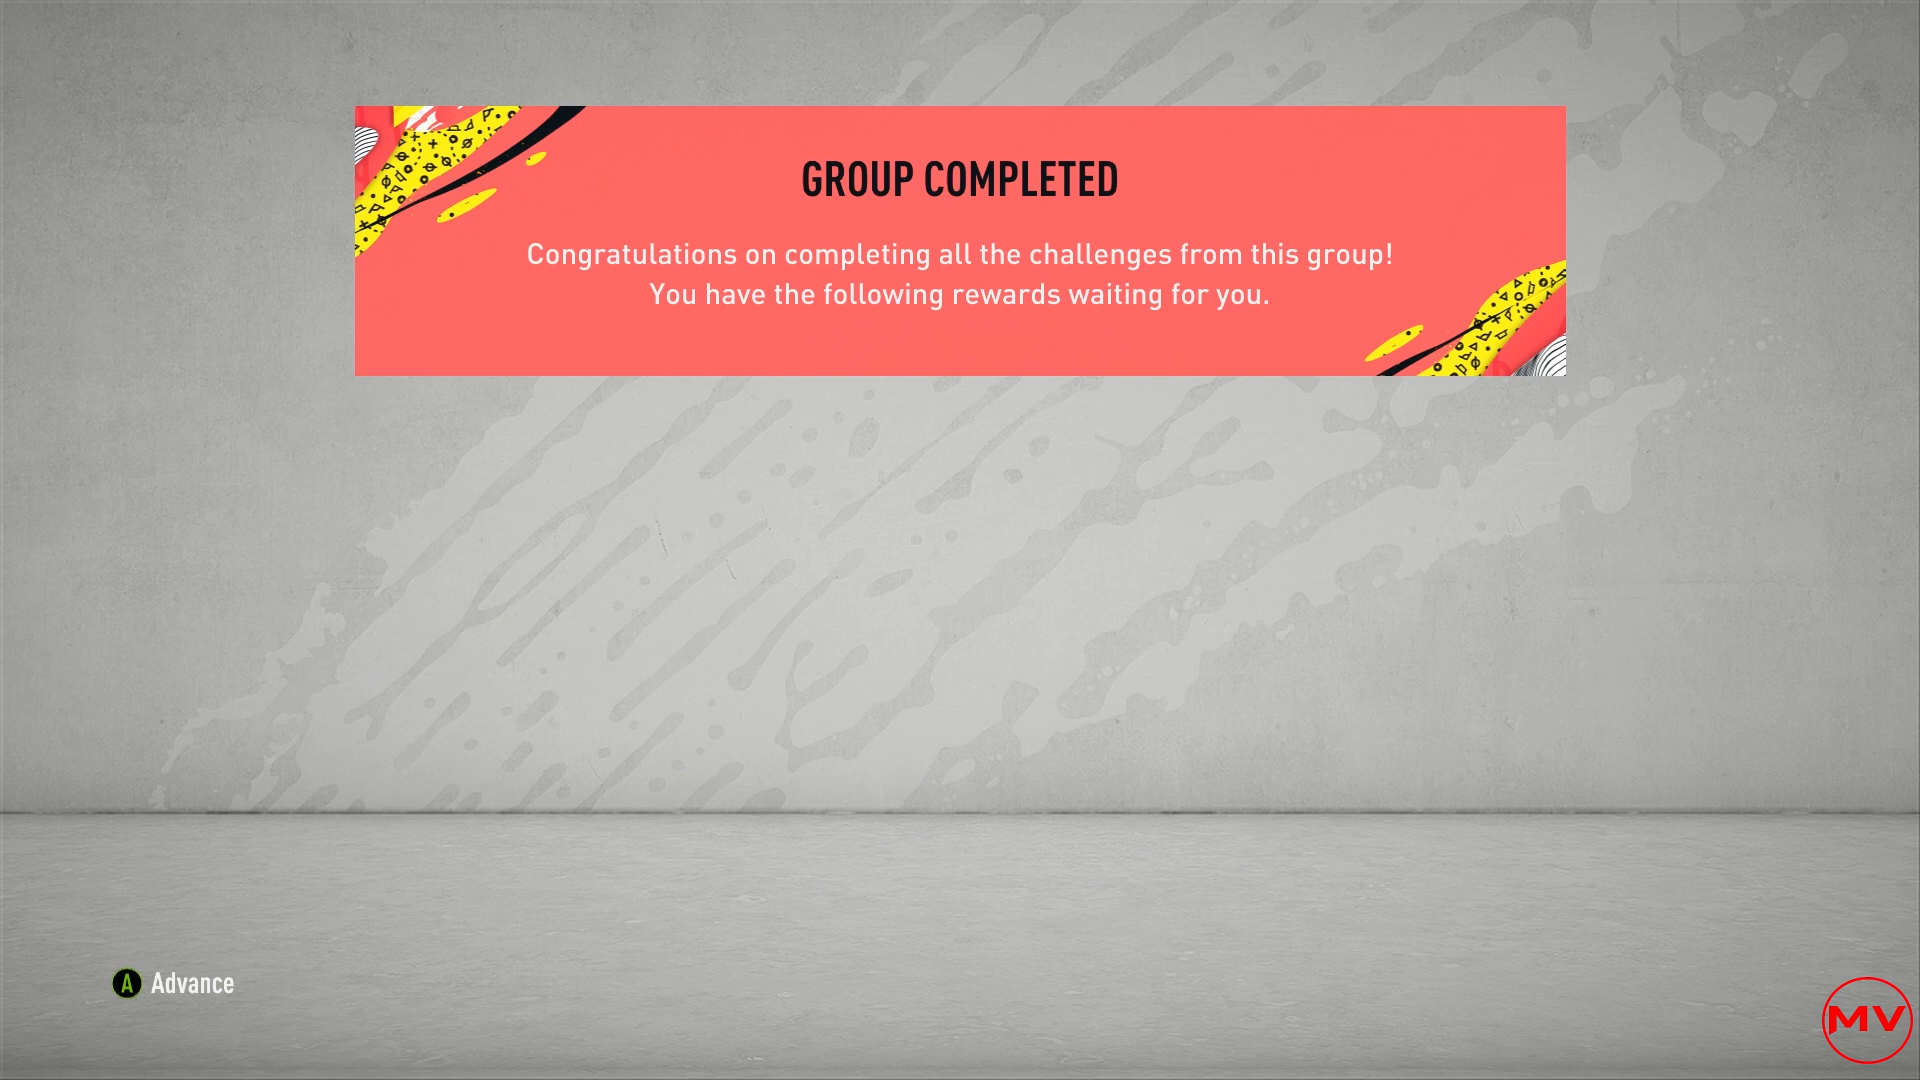 GROUP COMPLETED
Congratulations on completing all the challenges from this group!
You have the following rewards waiting for you.
A Advance
MV